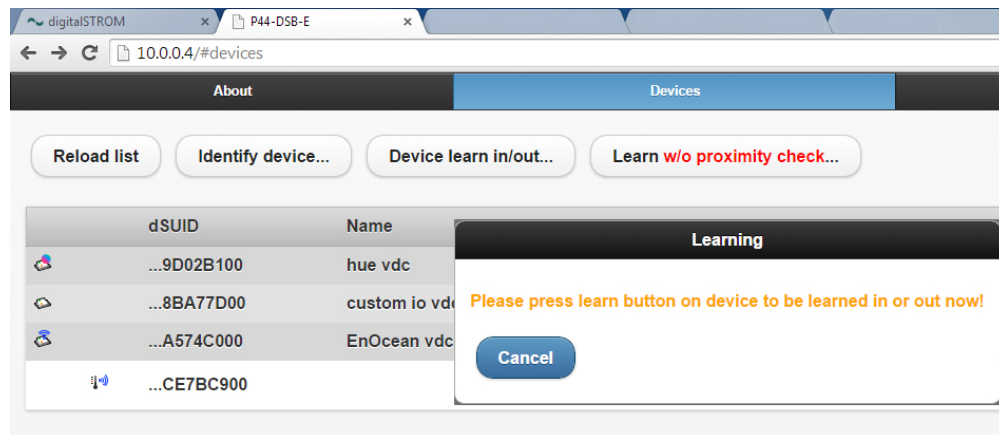 digitalSTROM × P44-DSB-E ×
10.0.0.4/#devices
About Devices
Reload list Identify device... Device learn in/out... Learn w/o proximity check...
dSUID Name
...9D02B100 hue vdc
...8BA77D00 custom io vdc
...A574C000 EnOcean vdc
...CE7BC900
Learning
Please press learn button on device to be learned in or out now!
Cancel